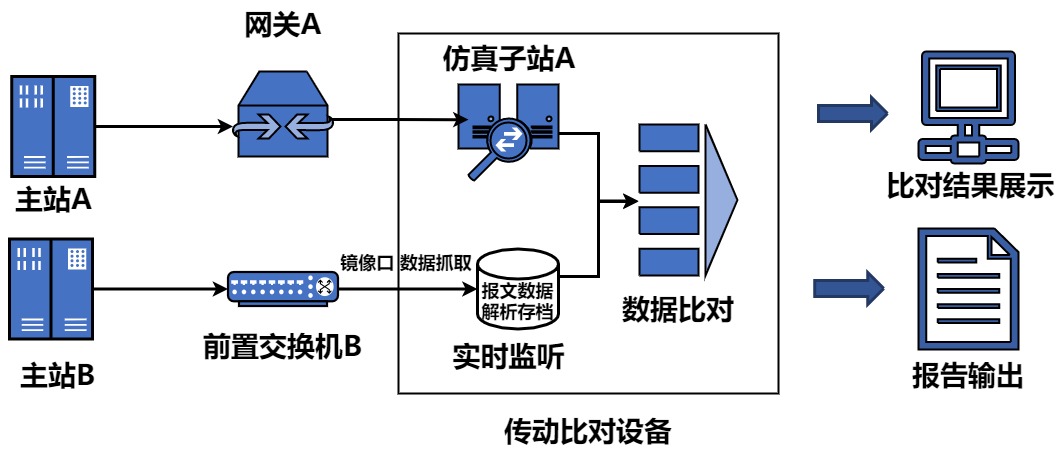 网关A
仿真子站A
主站A
比对结果展示
镜像口 数据抓取
报文数据
解析存档
数据比对
前置交换机B
实时监听
主站B
报告输出
传动比对设备